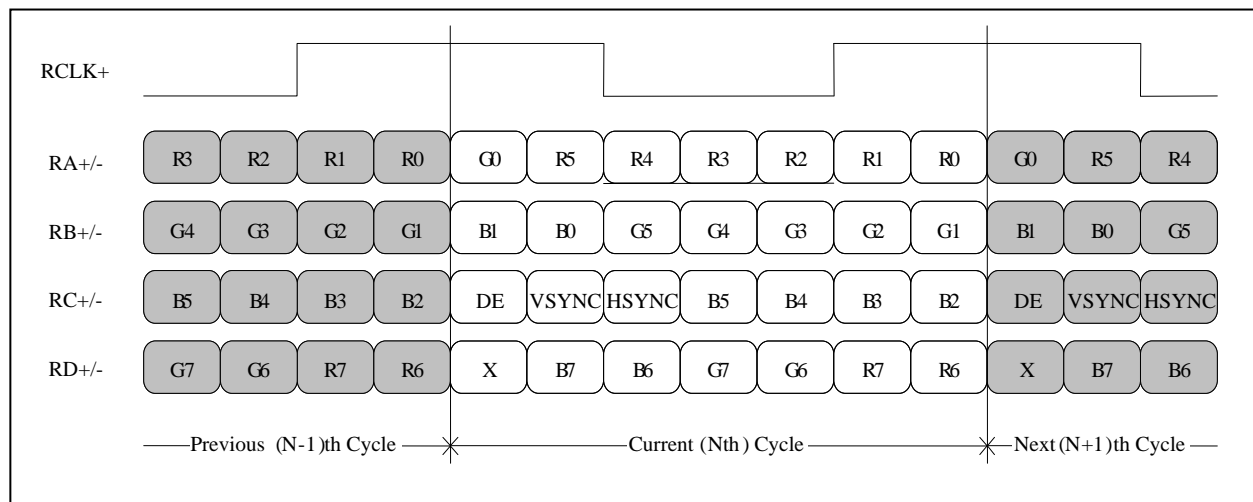 RCLK+
RA+/- R3 R2 R1 R0 G0 R5 R4 R3 R2 R1 R0 G0 R5 R4
RB+/- G4 G3 G2 G1 B1 B0 G5 G4 G3 G2 G1 B1 B0 G5
RC+/- B5 B4 B3 B2 DE VSYNC HSYNC B5 B4 B3 B2 DE VSYNC HSYNC
RD+/- G7 G6 R7 R6 X B7 B6 G7 G6 R7 R6 X B7 B6
Previous (N-1)th Cycle Current (Nth) Cycle Next (N+1)th Cycle